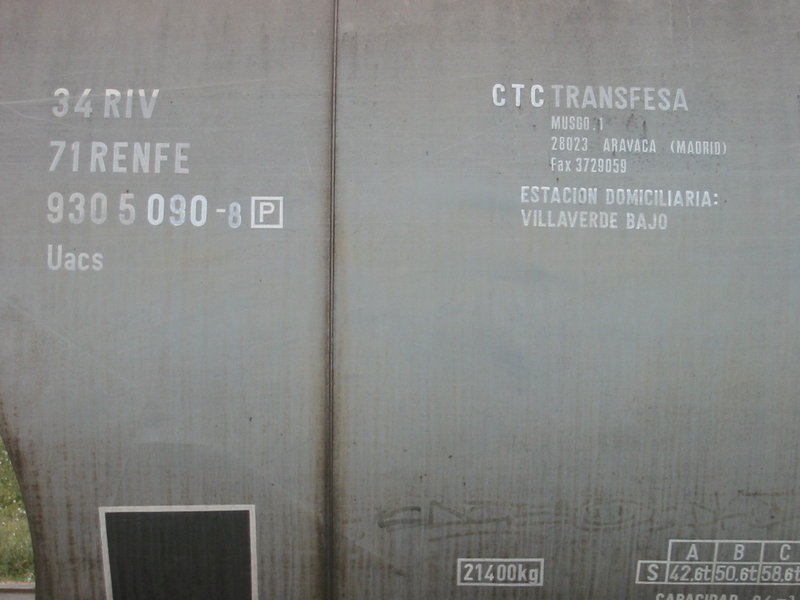 34 RIV
71 RENFE
930 5 090-8 P
Uacs
CTC TRANSFESA
MUSGO, 1
28023 ARAVACA (MADRID)
Fax 3729059
ESTACION DOMICILIARIA:
VILLAVERDE BAJO
21400kg
A B C
S 42.6t 50.6t 58.6t
CAPACIDAD